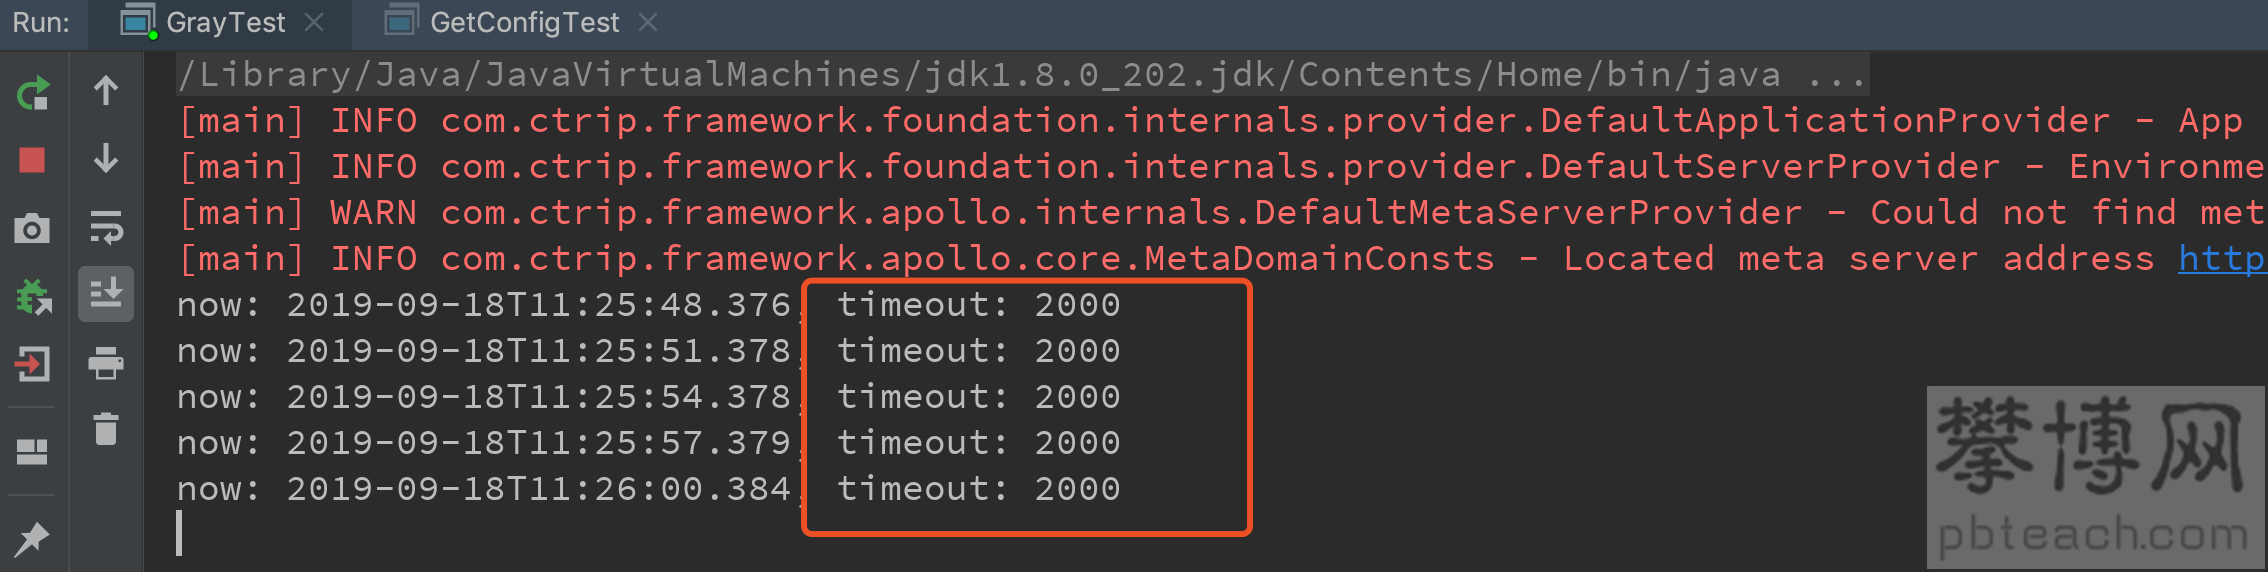 Run: GrayTest GetConfigTest
/Library/Java/JavaVirtualMachines/jdk1.8.0_202.jdk/Contents/Home/bin/java ...
[main] INFO com.ctrip.framework.foundation.internals.provider.DefaultApplicationProvider - App
[main] INFO com.ctrip.framework.foundation.internals.provider.DefaultServerProvider - Environme
[main] WARN com.ctrip.framework.apollo.internals.DefaultMetaServerProvider - Could not find met
[main] INFO com.ctrip.framework.apollo.core.MetaDomainConsts - Located meta server address http
now: 2019-09-18T11:25:48.376, timeout: 2000
now: 2019-09-18T11:25:51.378, timeout: 2000
now: 2019-09-18T11:25:54.378, timeout: 2000
now: 2019-09-18T11:25:57.379, timeout: 2000
now: 2019-09-18T11:26:00.384, timeout: 2000
攀博网
pbteach.com